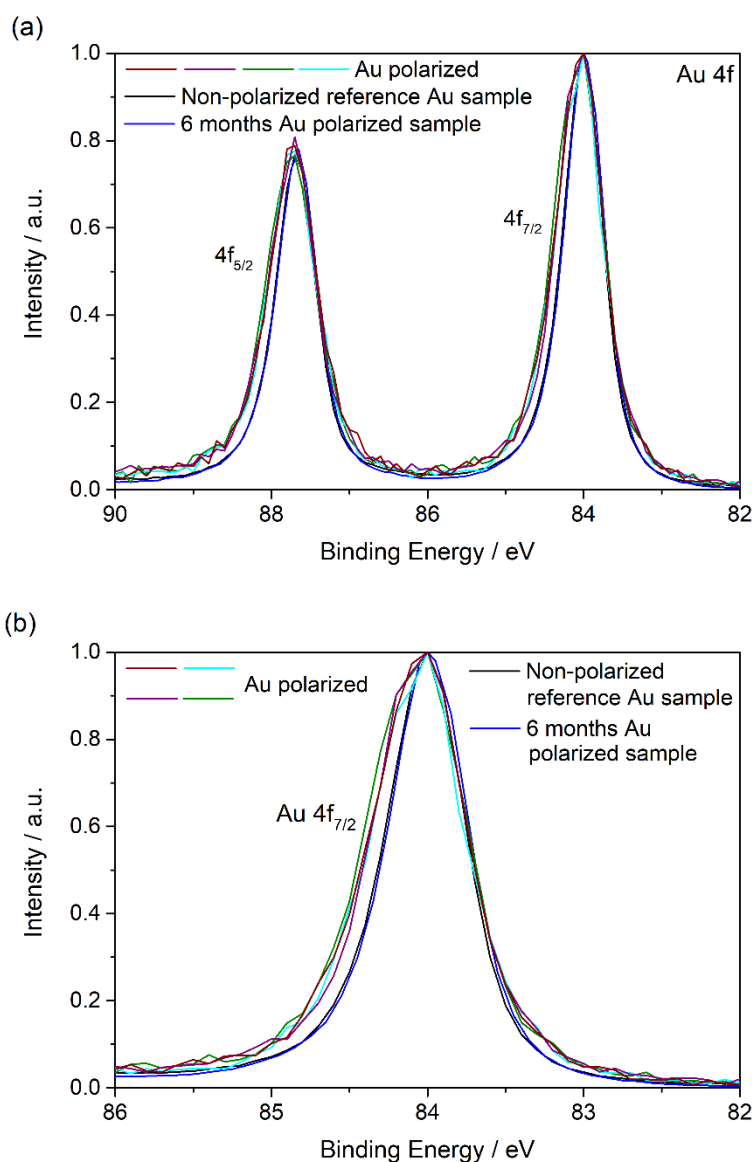 (a)
Au polarized
Non-polarized reference Au sample
6 months Au polarized sample
Au 4f
4f5/2
4f7/2
1.0
0.8
0.6
0.4
0.2
0.0
Intensity / a.u.
90
88
86
84
82
Binding Energy / eV
(b)
Au polarized
Non-polarized
reference Au sample
6 months Au
polarized sample
Au 4f7/2
1.0
0.8
0.6
0.4
0.2
0.0
Intensity / a.u.
86
85
84
83
82
Binding Energy / eV